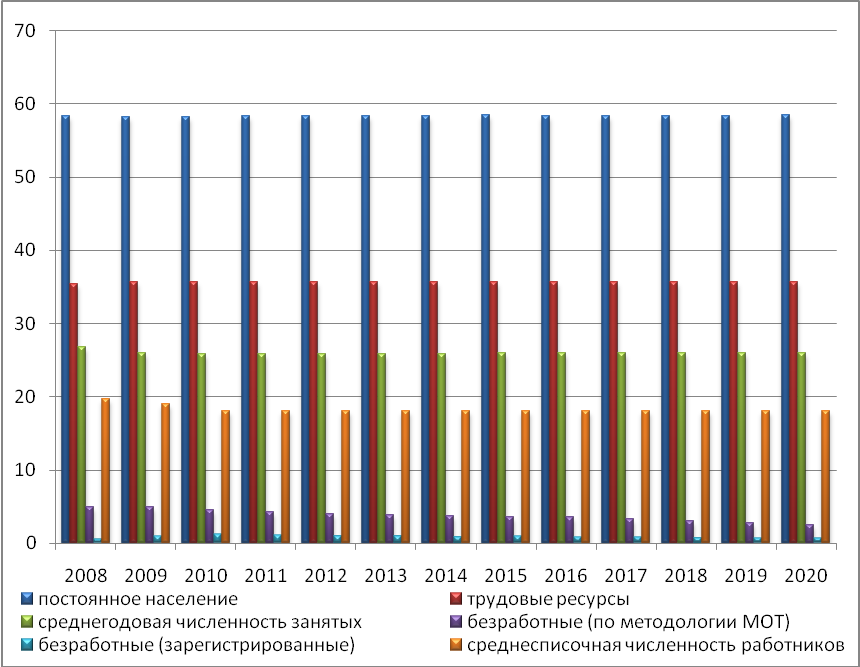 70
60
50
40
30
20
10
0
2008 2009 2010 2011 2012 2013 2014 2015 2016 2017 2018 2019 2020
постоянное население трудовые ресурсы
среднегодовая численность занятых безработные (по методологии МОТ)
безработные (зарегистрированные) среднесписочная численность работников